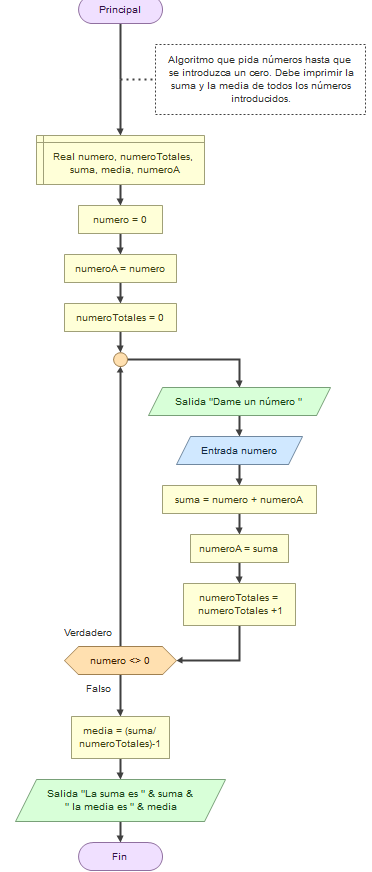 Principal
Algoritmo que pida números hasta que
se introduzca un cero. Debe imprimir la
suma y la media de todos los números
introducidos.
Real numero, numeroTotales,
suma, media, numeroA
numero = 0
numeroA = numero
numeroTotales = 0
Salida "Dame un número "
Entrada numero
suma = numero + numeroA
numeroA = suma
numeroTotales =
numeroTotales +1
Verdadero
numero <> 0
Falso
media = (suma/
numeroTotales)-1
Salida "La suma es " & suma &
" la media es " & media
Fin